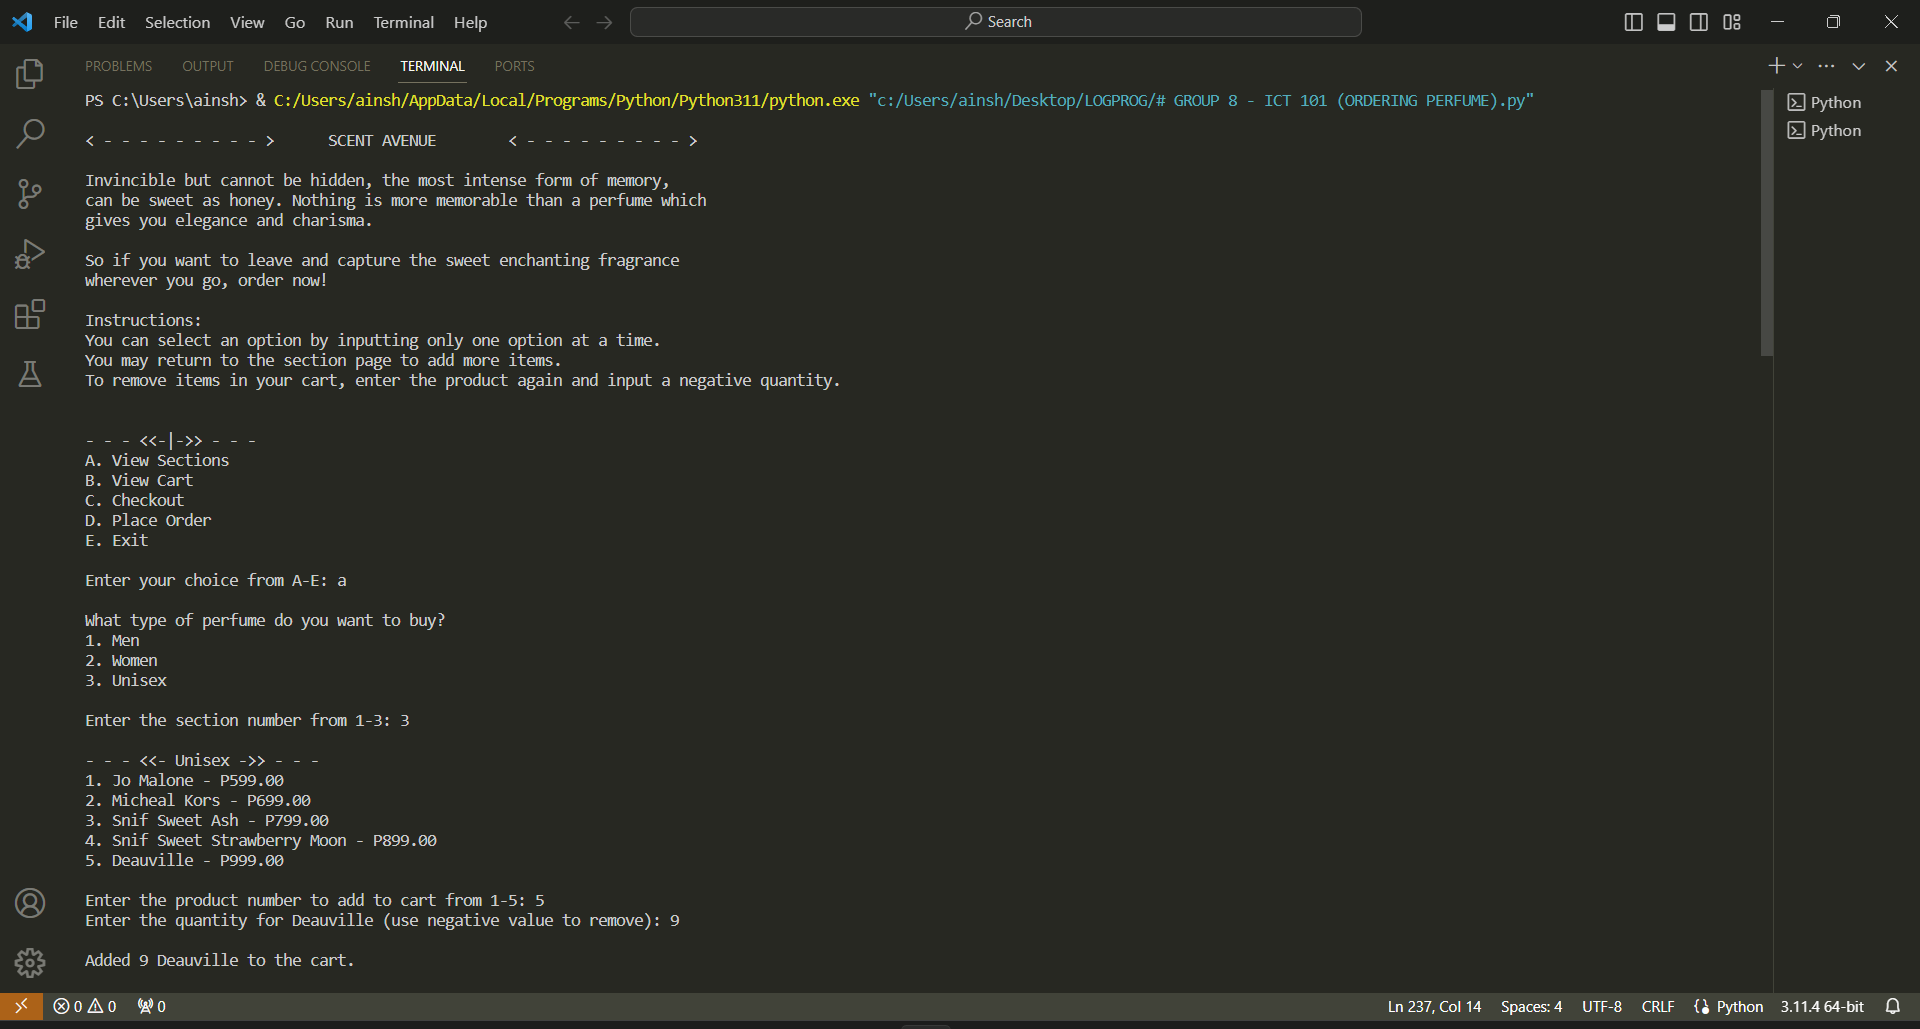 File Edit Selection View Go Run Terminal Help
Search
PROBLEMS OUTPUT DEBUG CONSOLE TERMINAL PORTS
PS C:\Users\ainsh> & C:/Users/ainsh/AppData/Local/Programs/Python/Python311/python.exe "c:/Users/ainsh/Desktop/LOGPROG/# GROUP 8 - ICT 101 (ORDERING PERFUME).py"
Python
Python
< - - - - - - - - - > SCENT AVENUE < - - - - - - - - - >
Invincible but cannot be hidden, the most intense form of memory,
can be sweet as honey. Nothing is more memorable than a perfume which
gives you elegance and charisma.
So if you want to leave and capture the sweet enchanting fragrance
wherever you go, order now!
Instructions:
You can select an option by inputting only one option at a time.
You may return to the section page to add more items.
To remove items in your cart, enter the product again and input a negative quantity.
- - - <<-|->> - - -
A. View Sections
B. View Cart
C. Checkout
D. Place Order
E. Exit
Enter your choice from A-E: a
What type of perfume do you want to buy?
1. Men
2. Women
3. Unisex
Enter the section number from 1-3: 3
- - - <<- Unisex ->> - - -
1. Jo Malone - P599.00
2. Micheal Kors - P699.00
3. Snif Sweet Ash - P799.00
4. Snif Sweet Strawberry Moon - P899.00
5. Deauville - P999.00
Enter the product number to add to cart from 1-5: 5
Enter the quantity for Deauville (use negative value to remove): 9
Added 9 Deauville to the cart.
0 0 0 Ln 237, Col 14 Spaces: 4 UTF-8 CRLF Python 3.11.4 64-bit